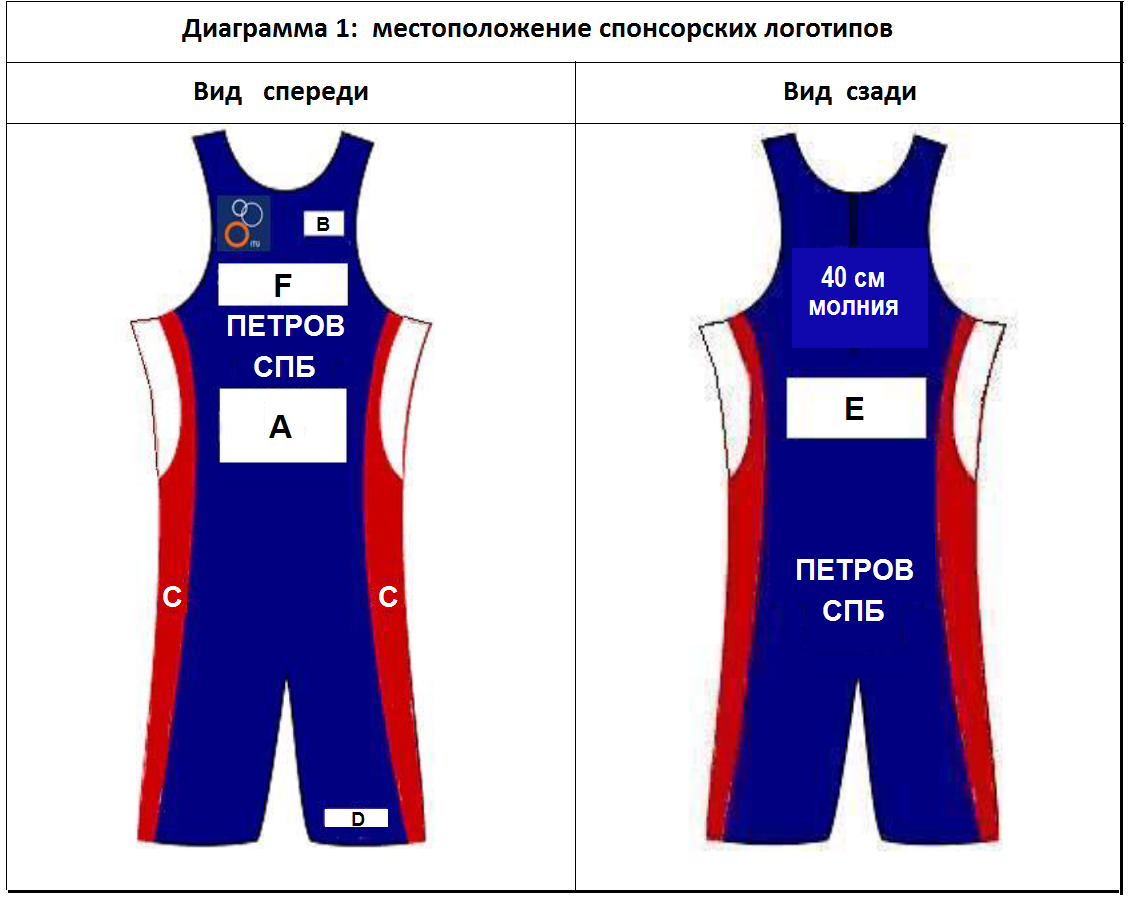 Диаграмма 1: местоположение спонсорских логотипов
Вид спереди
Вид сзади
B
F
ПЕТРОВ
СПБ
A
C
C
D
40 см
молния
E
ПЕТРОВ
СПБ